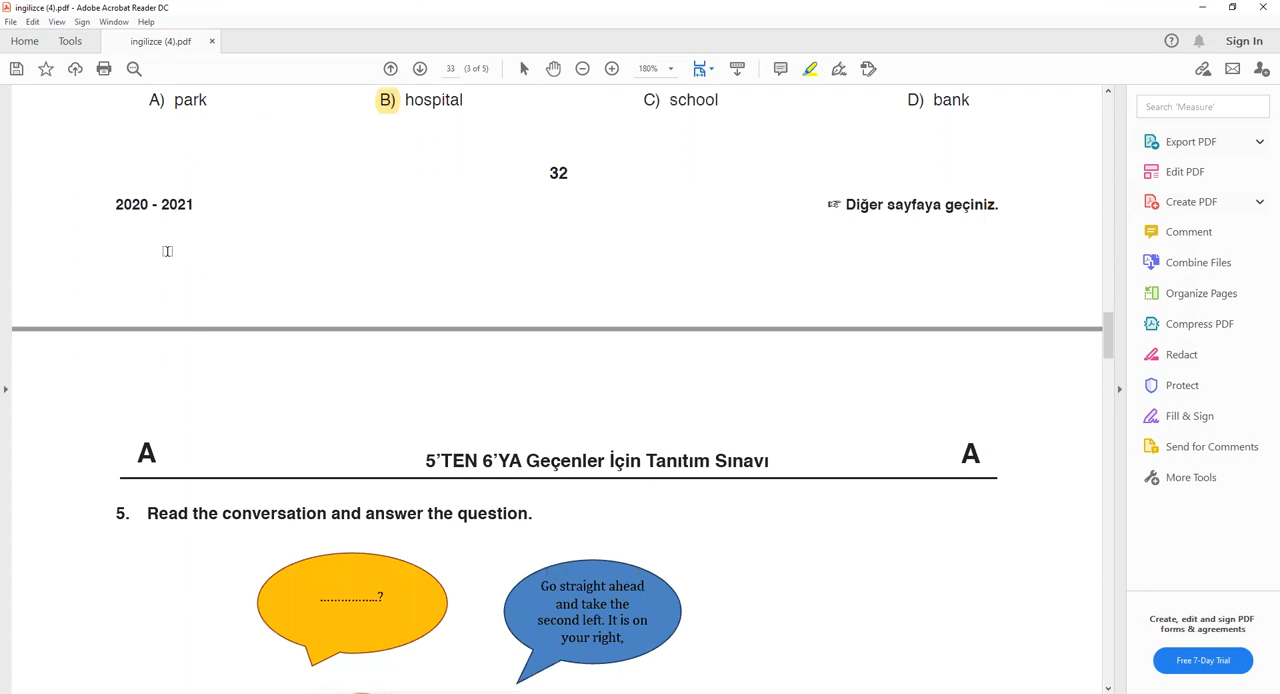 ingilizce (4).pdf - Adobe Acrobat Reader DC
File Edit View Sign Window Help
Home Tools ingilizce (4).pdf × Sign In
33 (3 of 5) 180%
A) park B) hospital C) school D) bank
32
2020 - 2021 ☞ Diğer sayfaya geçiniz.
A 5'TEN 6'YA Geçenler İçin Tanıtım Sınavı A
5. Read the conversation and answer the question.
................?
Go straight ahead
and take the
second left. It is on
your right,
Search 'Measure'
Export PDF
Edit PDF
Create PDF
Comment
Combine Files
Organize Pages
Compress PDF
Redact
Protect
Fill & Sign
Send for Comments
More Tools
Create, edit and sign PDF
forms & agreements
Free 7-Day Trial